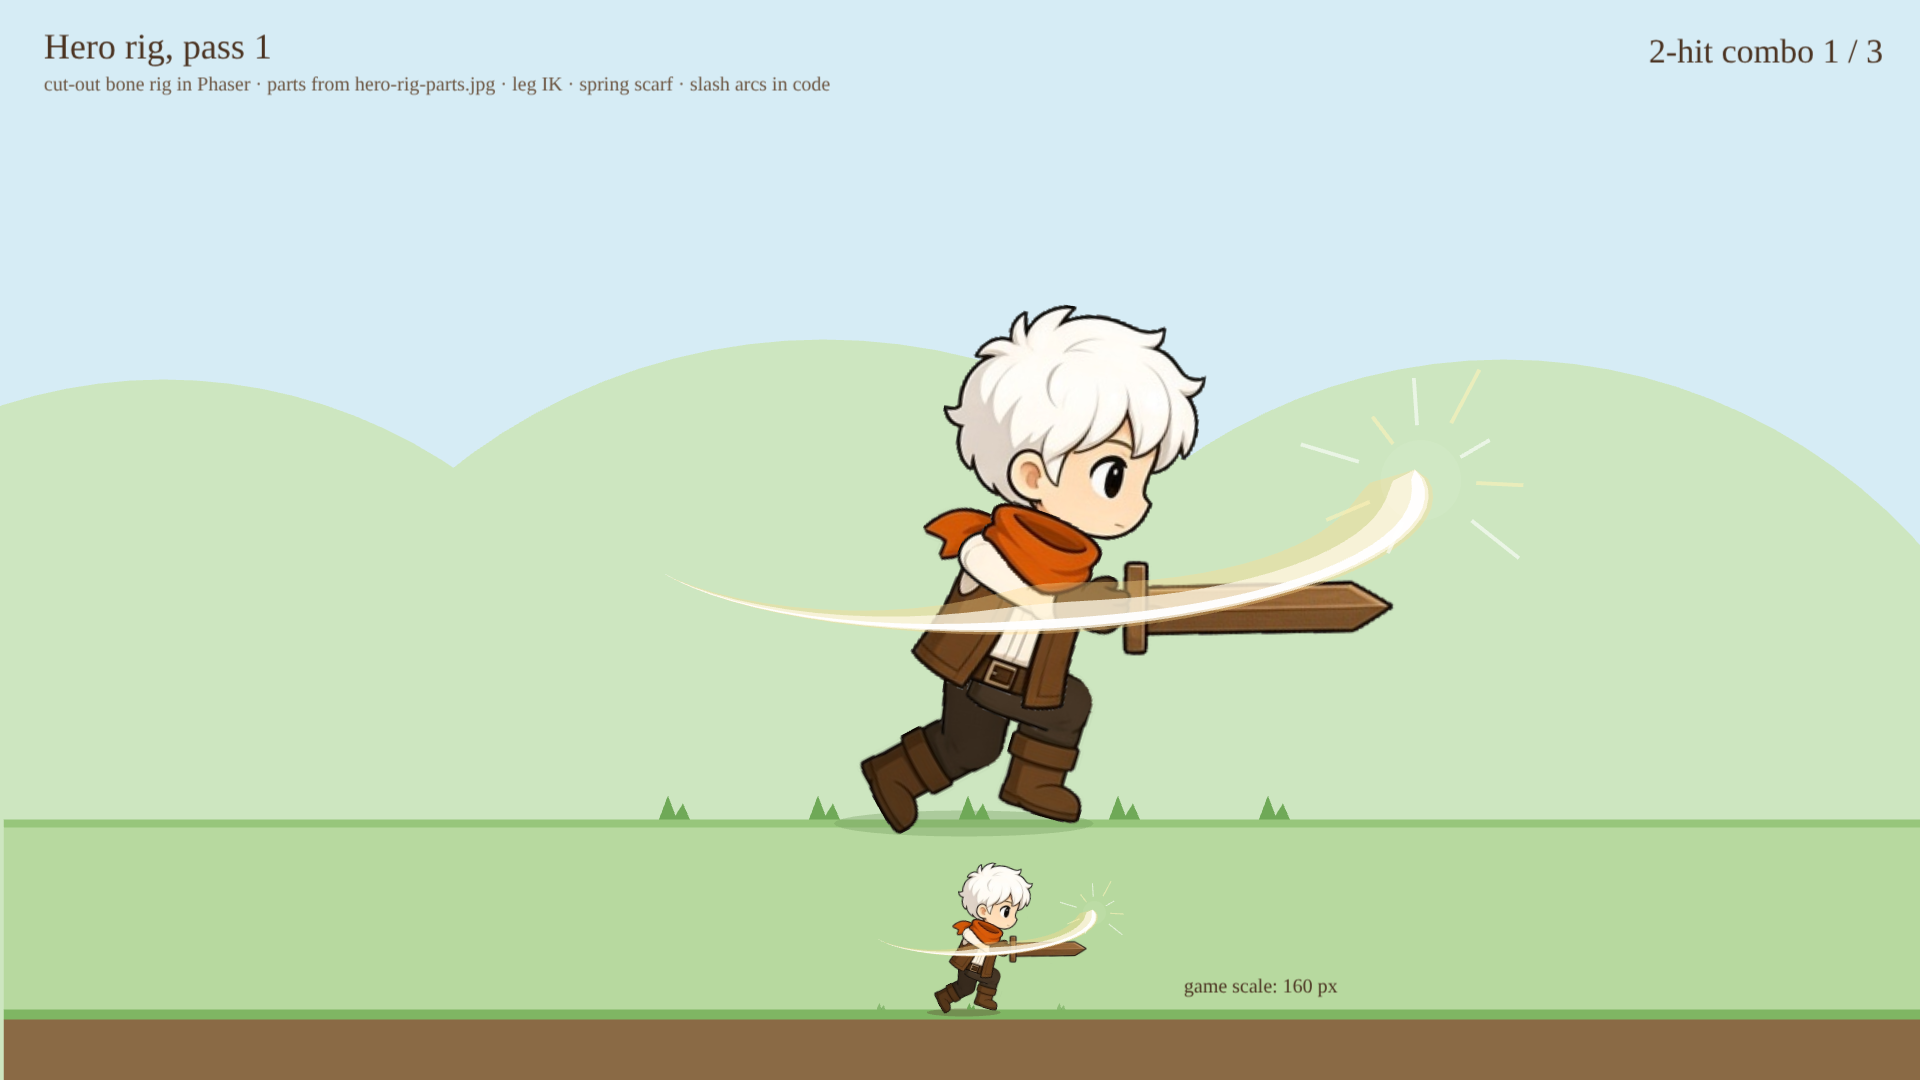 Hero rig, pass 1
cut-out bone rig in Phaser · parts from hero-rig-parts.jpg · leg IK · spring scarf · slash arcs in code
2-hit combo 1 / 3
game scale: 160 px